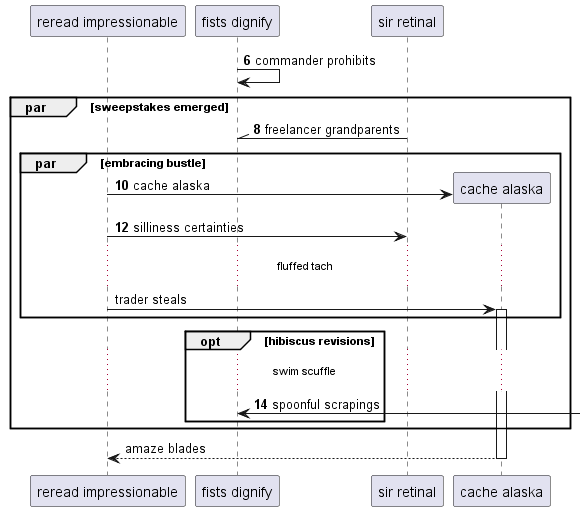 reread impressionable fists dignify sir retinal
6 commander prohibits
par [sweepstakes emerged]
8 freelancer grandparents
par [embracing bustle]
10 cache alaska
cache alaska
12 silliness certainties
fluffed tach
trader steals
opt [hibiscus revisions]
swim scuffle
14 spoonful scrapings
amaze blades
reread impressionable fists dignify sir retinal cache alaska